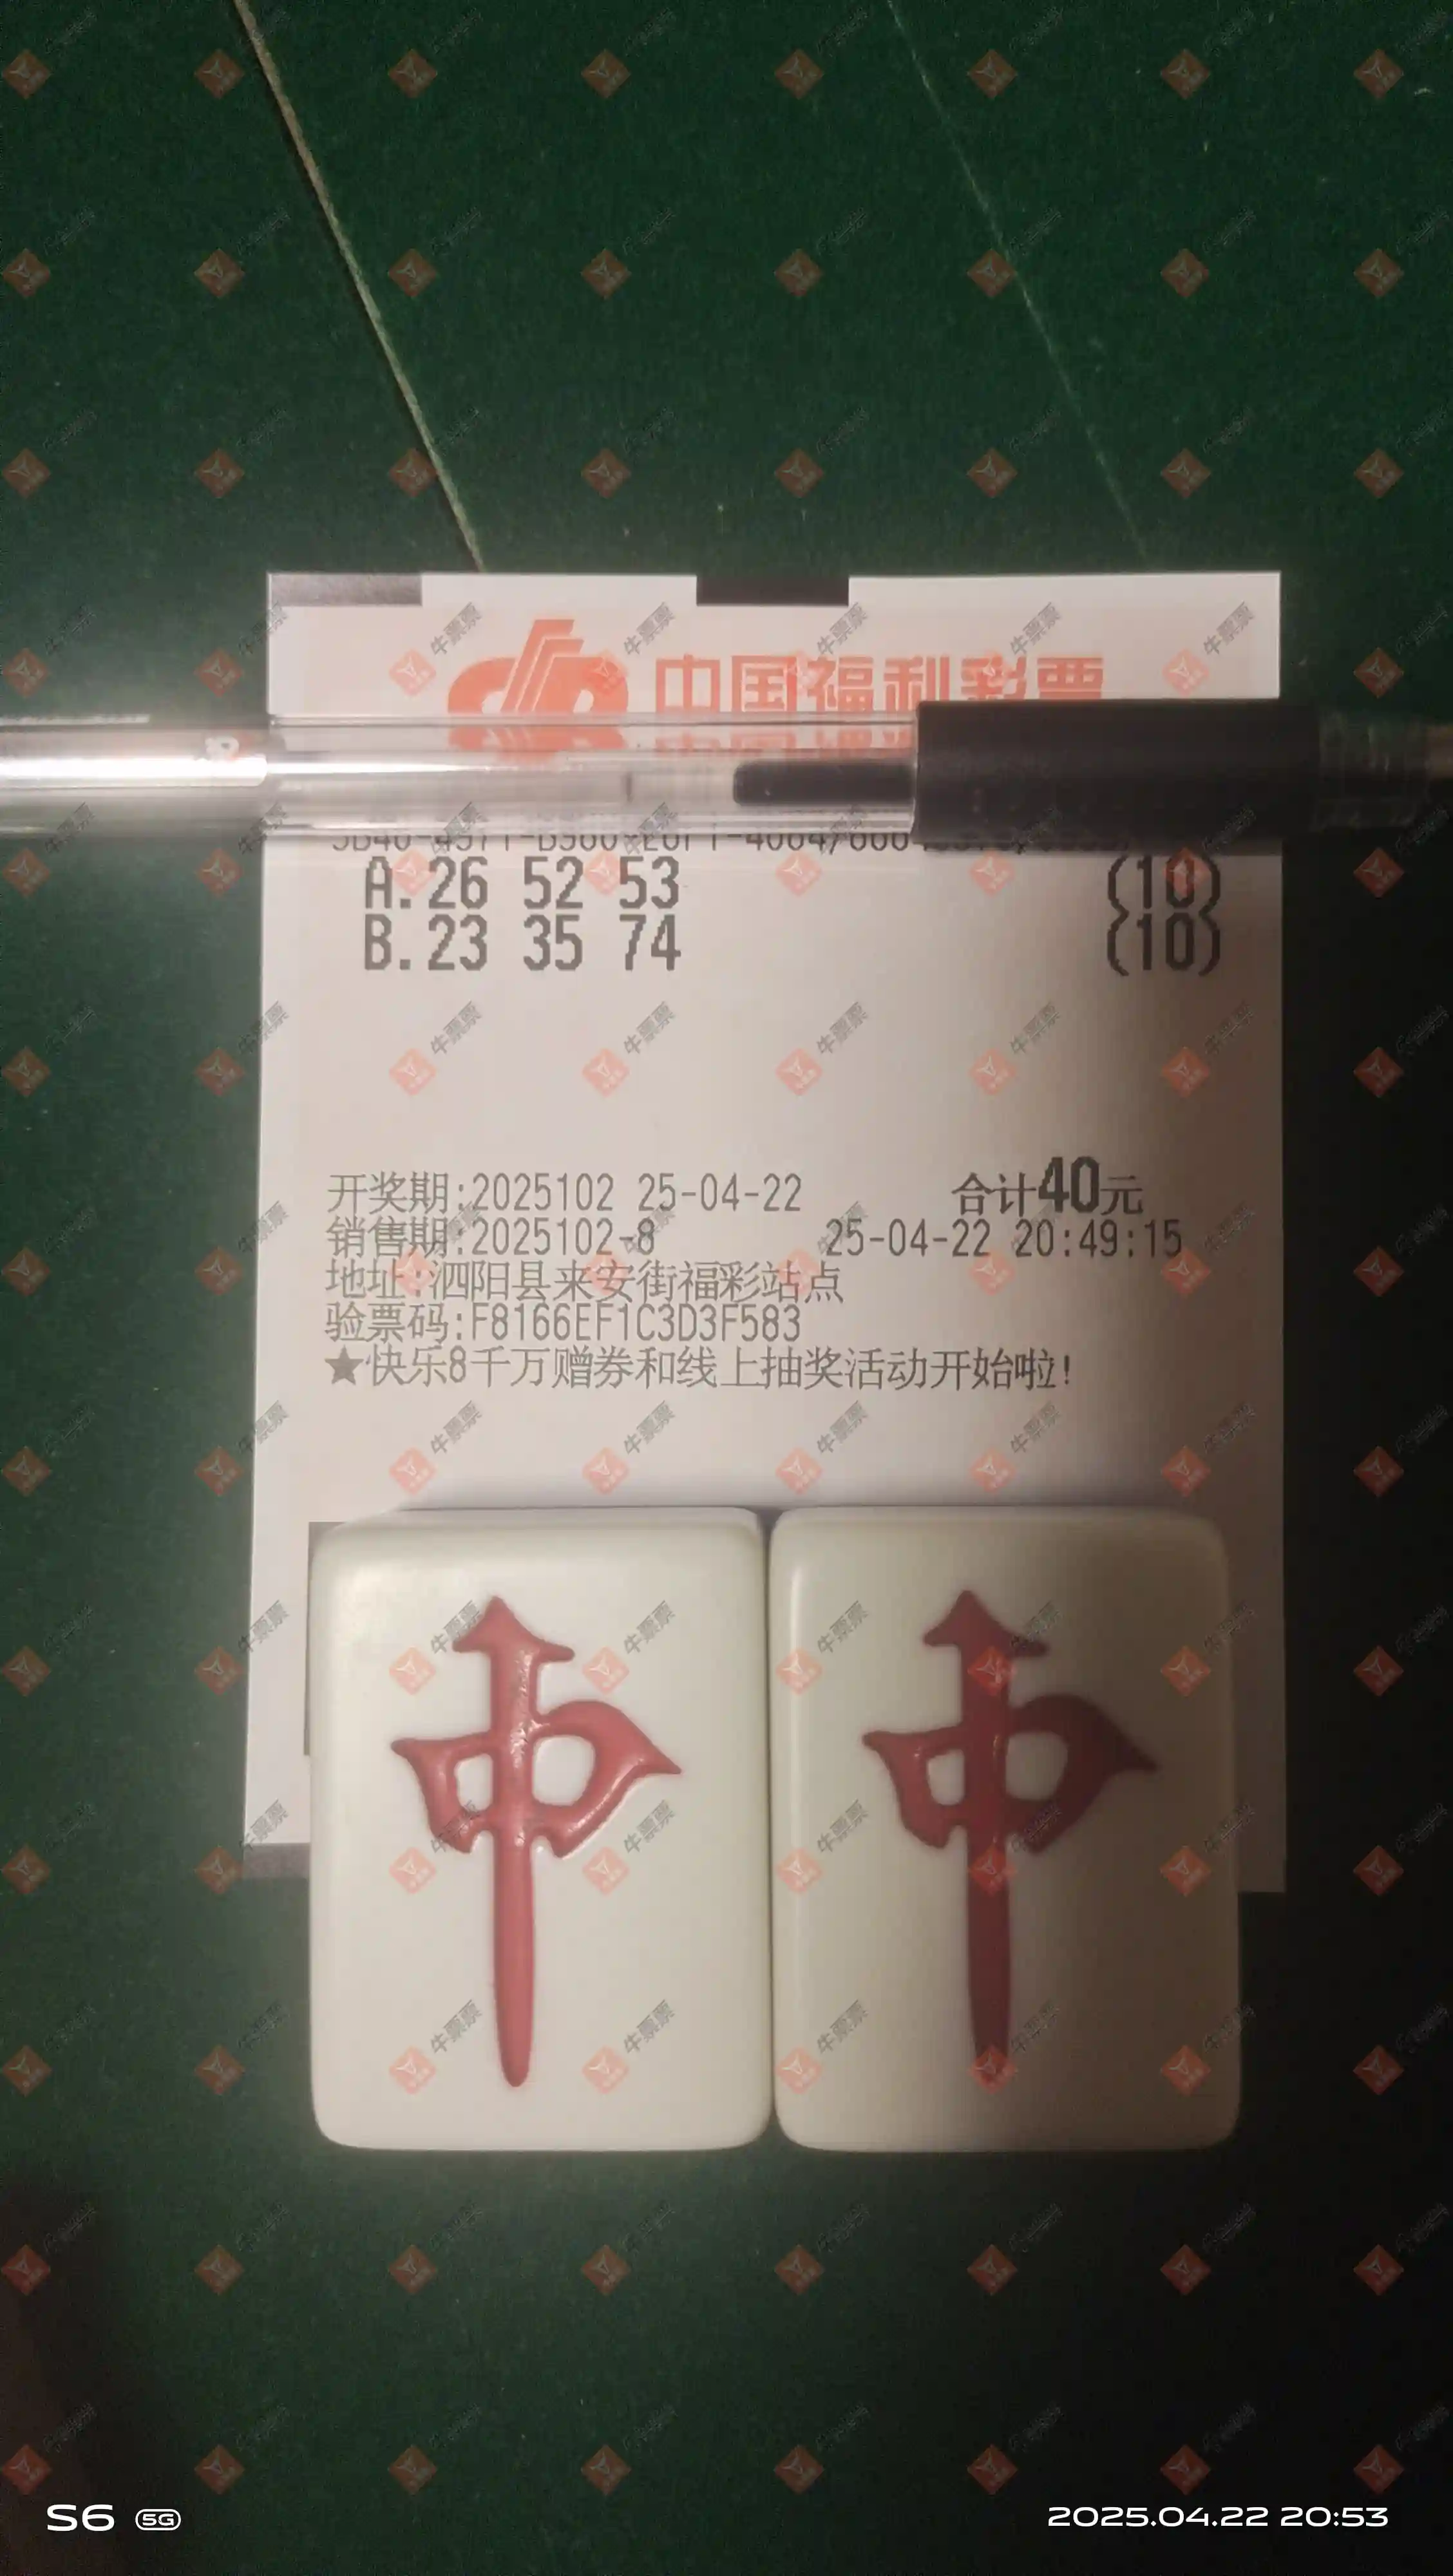 中国福利彩票
A.26 52 53 (10)
B.23 35 74 (10)
开奖期:2025102 25-04-22 合计40元
销售期:2025102-8 25-04-22 20:49:15
地址:泗阳县来安街福彩站点
验票码:F8166EF1C3D3F583
★快乐8千万赠券和线上抽奖活动开始啦!
中 中
牛票票
S6 5G 2025.04.22 20:53